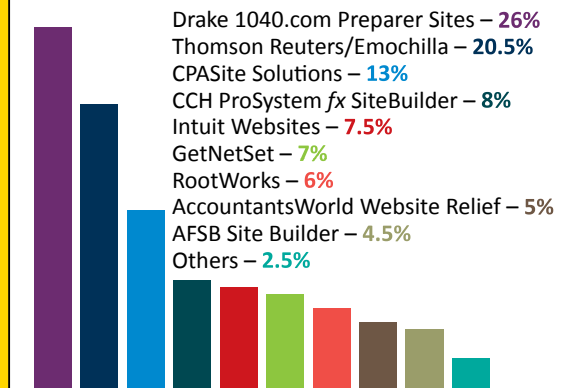 Drake 1040.com Preparer Sites – 26%
Thomson Reuters/Emochilla – 20.5%
CPASite Solutions – 13%
CCH ProSystem fx SiteBuilder – 8%
Intuit Websites – 7.5%
GetNetSet – 7%
RootWorks – 6%
AccountantsWorld Website Relief – 5%
AFSB Site Builder – 4.5%
Others – 2.5%